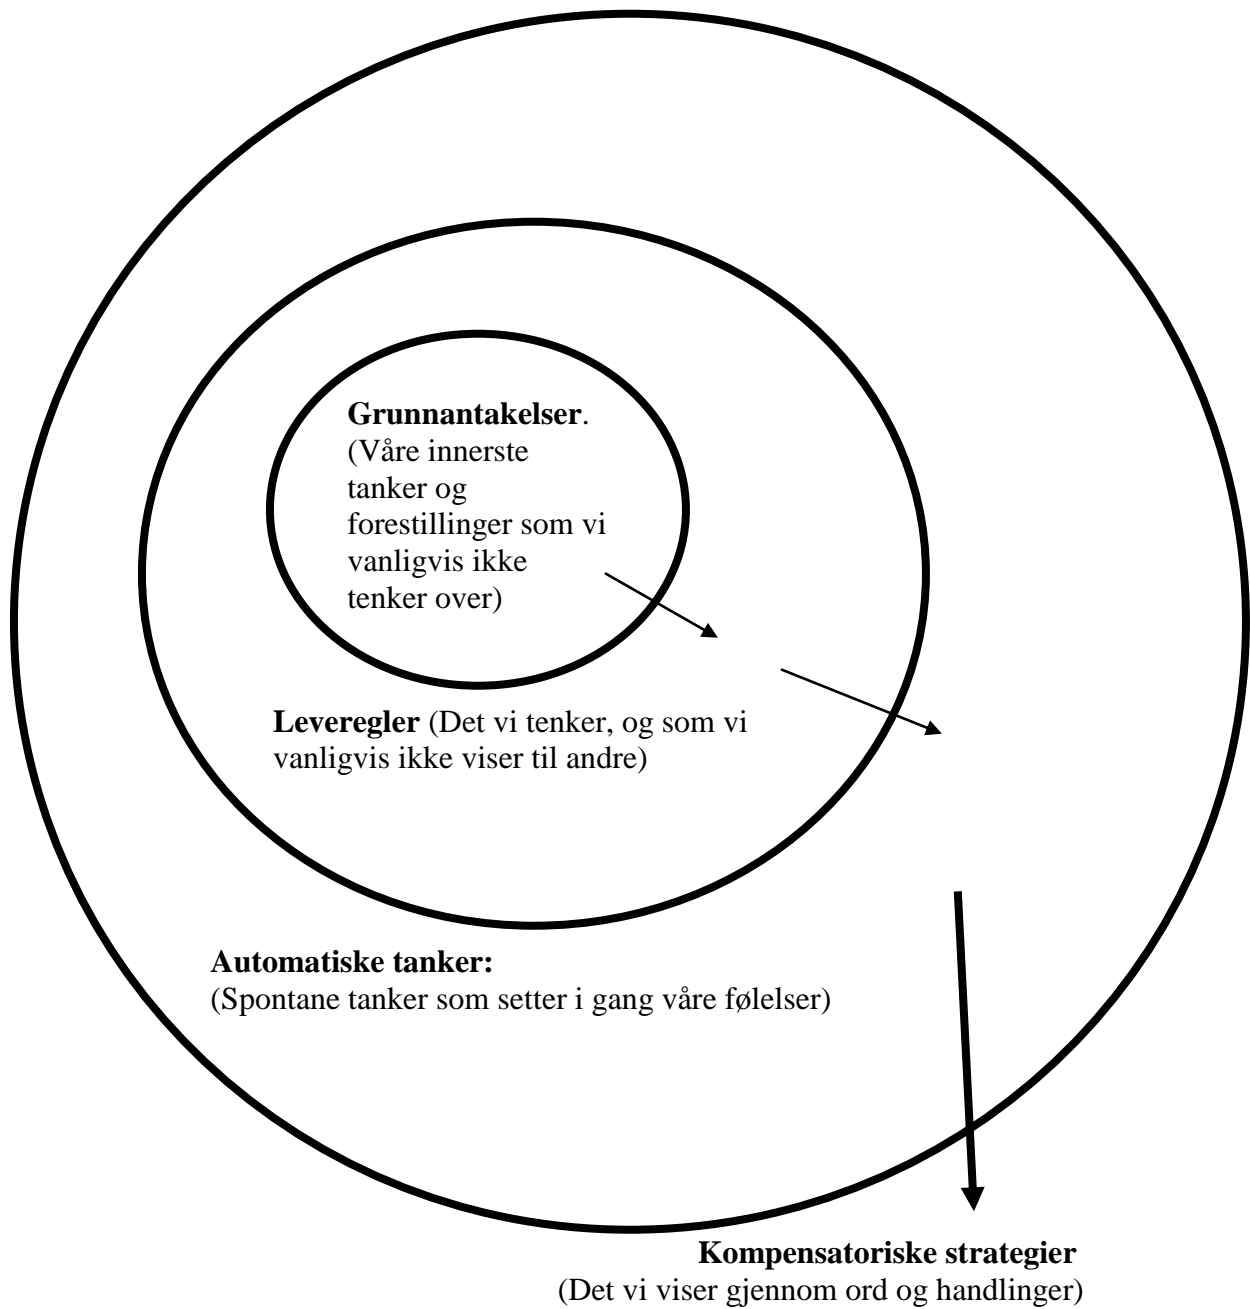 Grunnantakelser.
(Våre innerste
tanker og
forestillinger som vi
vanligvis ikke
tenker over)
Leveregler (Det vi tenker, og som vi
vanligvis ikke viser til andre)
Automatiske tanker:
(Spontane tanker som setter i gang våre følelser)
Kompensatoriske strategier
(Det vi viser gjennom ord og handlinger)